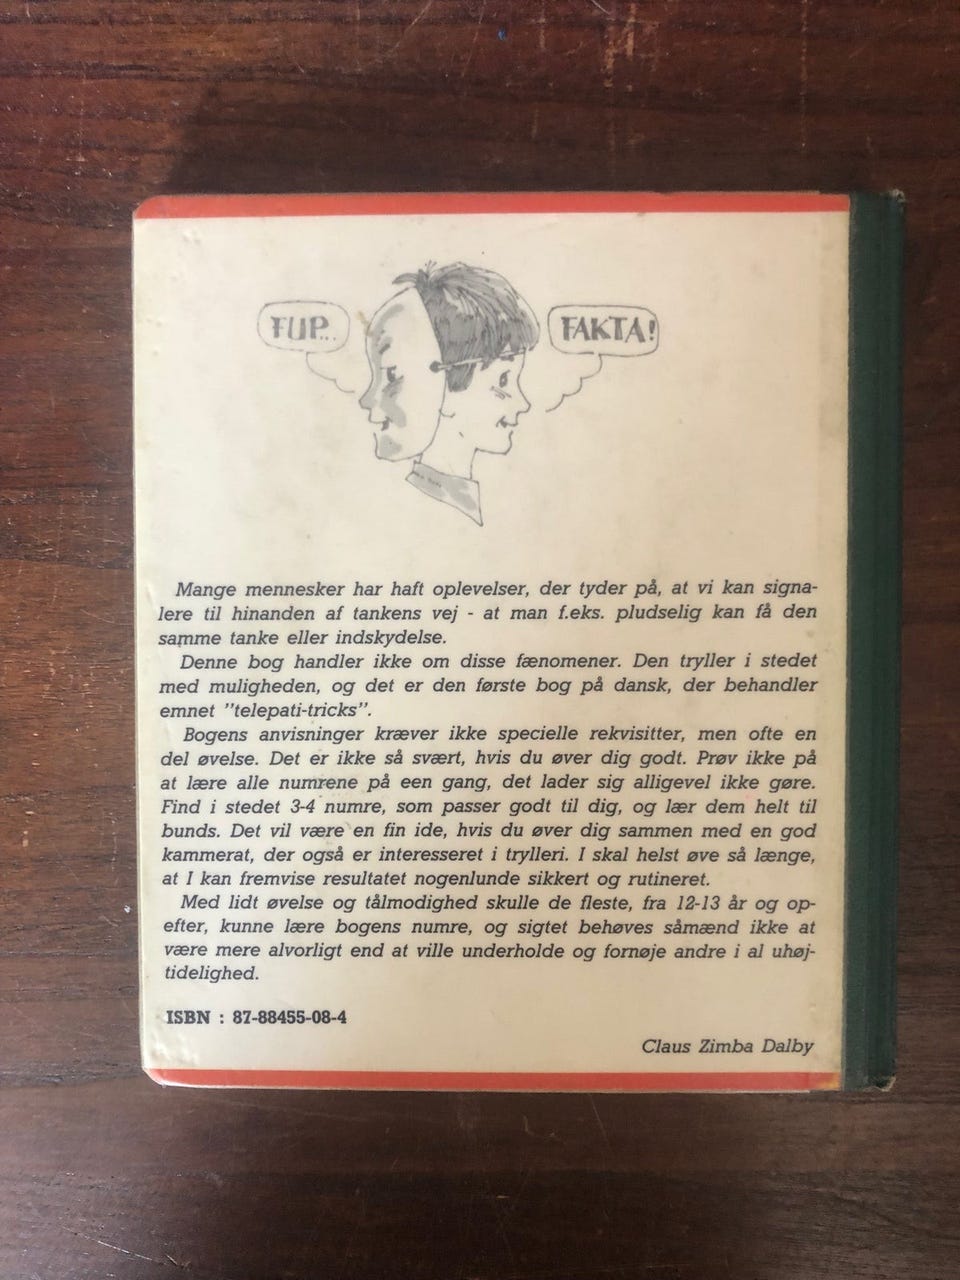 FUP...
FAKTA!
Mange mennesker har haft oplevelser, der tyder på, at vi kan signa-
lere til hinanden af tankens vej - at man f.eks. pludselig kan få den
samme tanke eller indskydelse.
Denne bog handler ikke om disse fænomener. Den tryller i stedet
med muligheden, og det er den første bog på dansk, der behandler
emnet "telepati-tricks".
Bogens anvisninger kræver ikke specielle rekvisitter, men ofte en
del øvelse. Det er ikke så svært, hvis du øver dig godt. Prøv ikke på
at lære alle numrene på een gang, det lader sig alligevel ikke gøre.
Find i stedet 3-4 numre, som passer godt til dig, og lær dem helt til
bunds. Det vil være en fin ide, hvis du øver dig sammen med en god
kammerat, der også er interesseret i trylleri. I skal helst øve så længe,
at I kan fremvise resultatet nogenlunde sikkert og rutineret.
Med lidt øvelse og tålmodighed skulle de fleste, fra 12-13 år og op-
efter, kunne lære bogens numre, og sigtet behøves såmænd ikke at
være mere alvorligt end at ville underholde og fornøje andre i al uhøj-
tidelighed.
ISBN : 87-88455-08-4
Claus Zimba Dalby